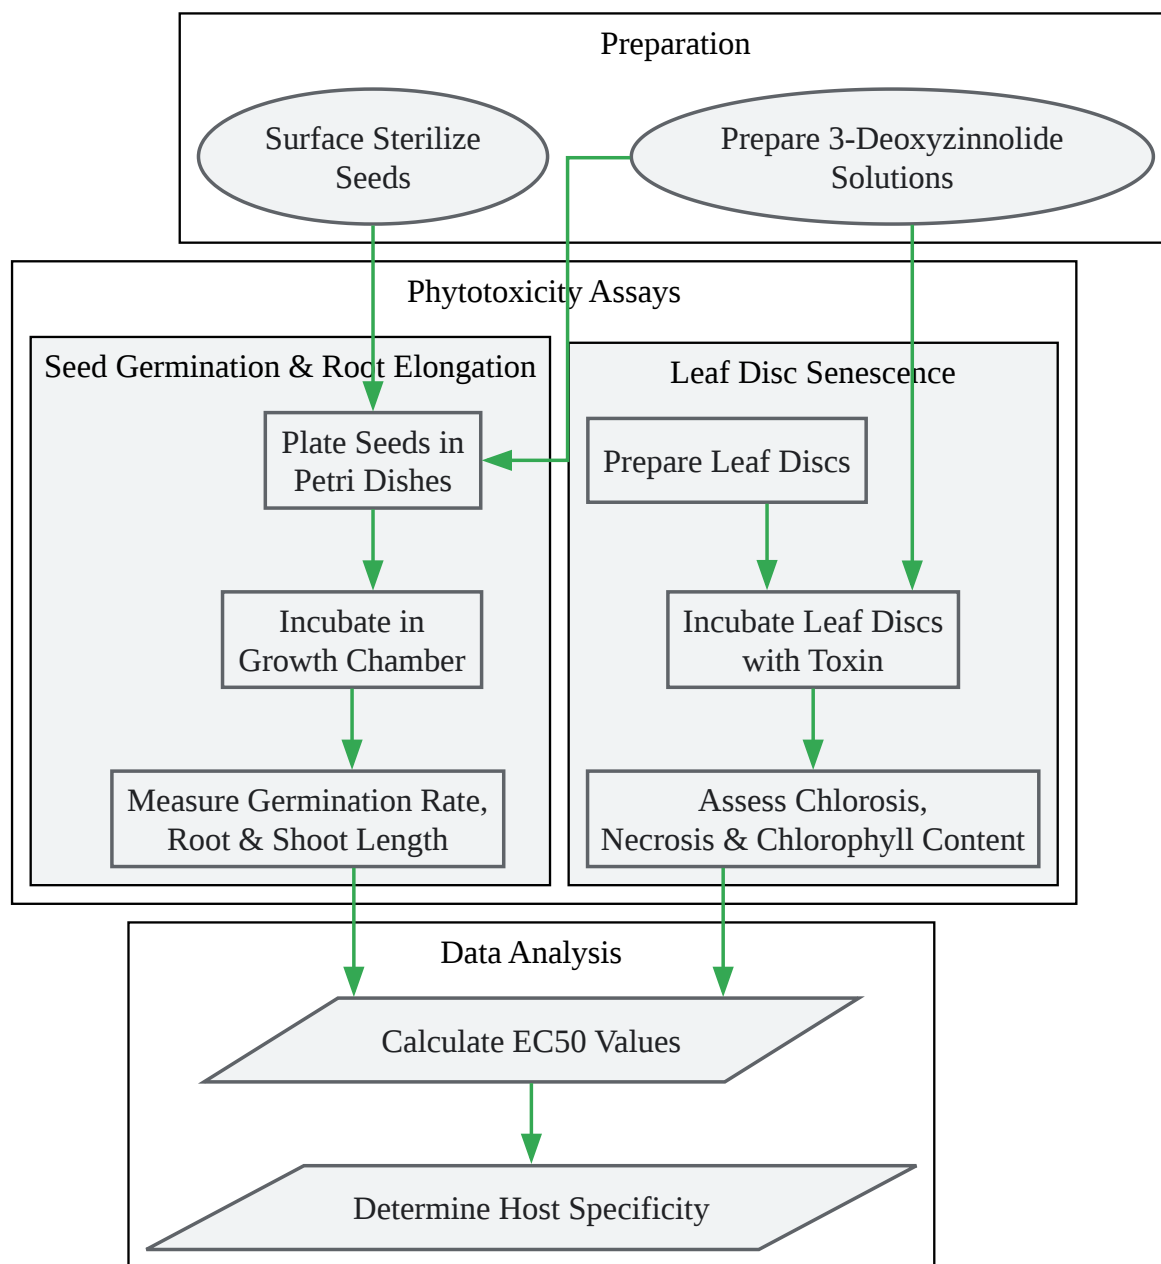 Preparation
Surface Sterilize
Seeds
Prepare 3-Deoxyzinnolide
Solutions
Phytotoxicity Assays
Seed Germination & Root Elongation
Plate Seeds in
Petri Dishes
Incubate in
Growth Chamber
Measure Germination Rate,
Root & Shoot Length
Leaf Disc Senescence
Prepare Leaf Discs
Incubate Leaf Discs
with Toxin
Assess Chlorosis,
Necrosis & Chlorophyll Content
Data Analysis
Calculate EC50 Values
Determine Host Specificity